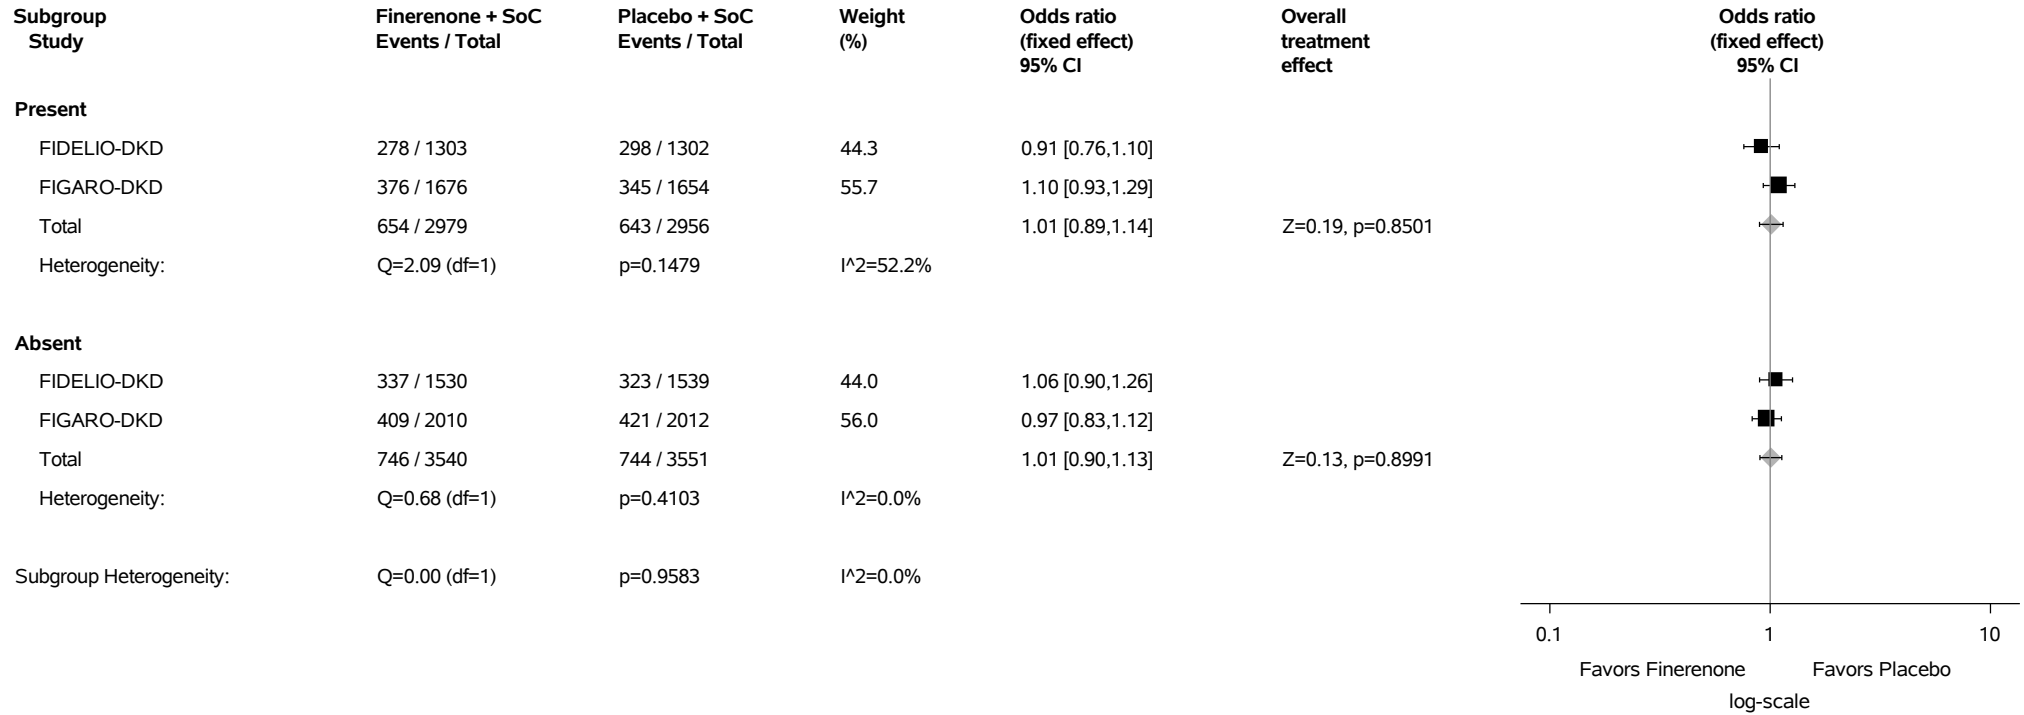 Subgroup Finerenone + SoC Placebo + SoC Weight Odds ratio Overall Odds ratio
Study Events / Total Events / Total (%) (fixed effect) treatment (fixed effect)
95% CI effect 95% CI
Present
FIDELIO-DKD 278 / 1303 298 / 1302 44.3 0.91 [0.76,1.10]
FIGARO-DKD 376 / 1676 345 / 1654 55.7 1.10 [0.93,1.29]
Total 654 / 2979 643 / 2956 1.01 [0.89,1.14] Z=0.19, p=0.8501
Heterogeneity: Q=2.09 (df=1) p=0.1479 I^2=52.2%
Absent
FIDELIO-DKD 337 / 1530 323 / 1539 44.0 1.06 [0.90,1.26]
FIGARO-DKD 409 / 2010 421 / 2012 56.0 0.97 [0.83,1.12]
Total 746 / 3540 744 / 3551 1.01 [0.90,1.13] Z=0.13, p=0.8991
Heterogeneity: Q=0.68 (df=1) p=0.4103 I^2=0.0%
Subgroup Heterogeneity: Q=0.00 (df=1) p=0.9583 I^2=0.0%
0.1 1 10
Favors Finerenone Favors Placebo
log-scale